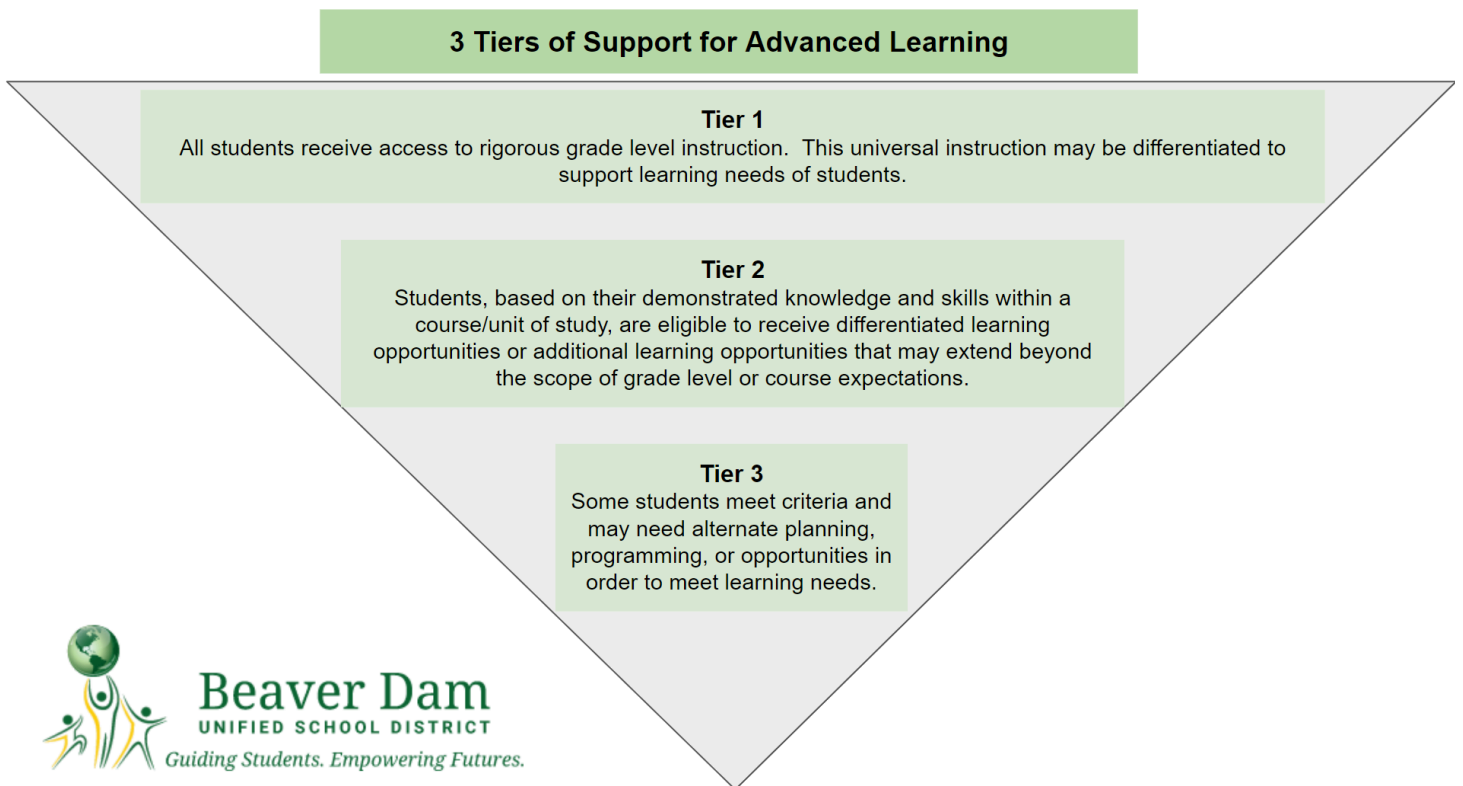 3 Tiers of Support for Advanced Learning
Tier 1
All students receive access to rigorous grade level instruction.  This universal instruction may be differentiated to
support learning needs of students.
Tier 2
Students, based on their demonstrated knowledge and skills within a
course/unit of study, are eligible to receive differentiated learning
opportunities or additional learning opportunities that may extend beyond
the scope of grade level or course expectations.
Tier 3
Some students meet criteria and
may need alternate planning,
programming, or opportunities in
order to meet learning needs.
Beaver Dam
UNIFIED SCHOOL DISTRICT
Guiding Students. Empowering Futures.